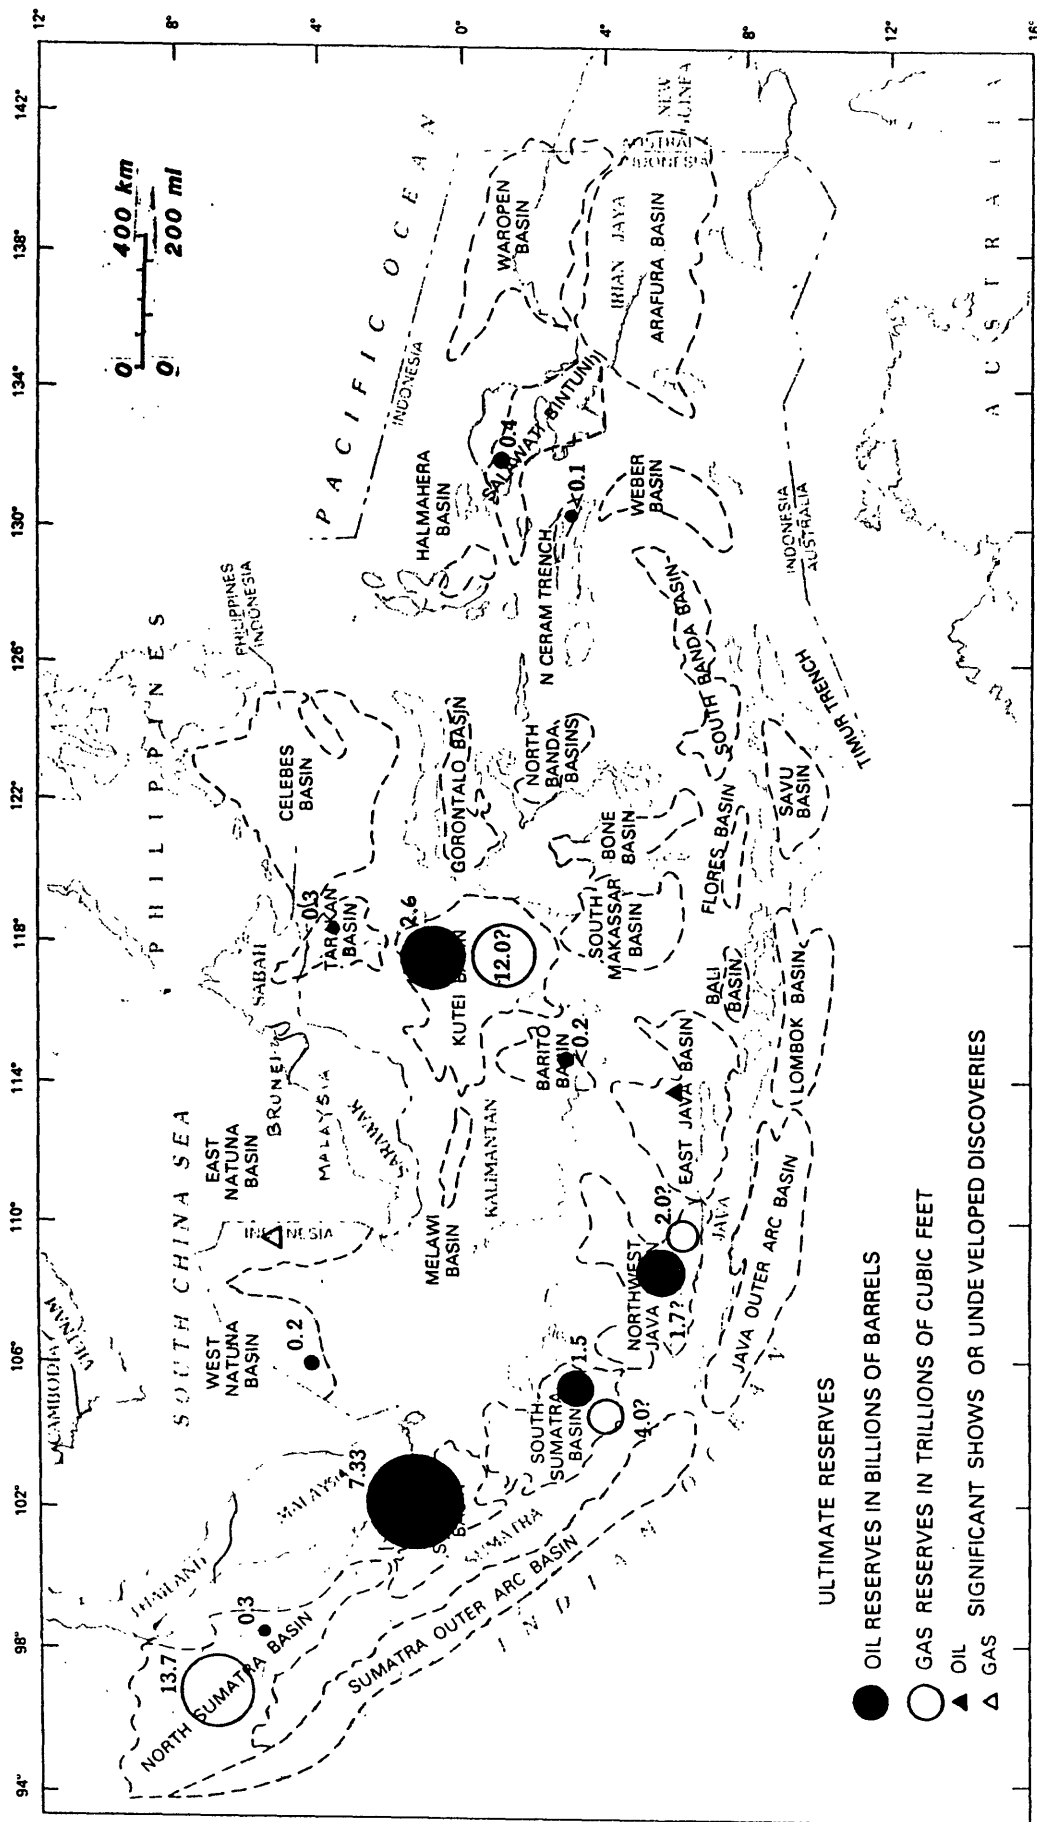 94°
98°
102°
106°
110°
114°
118°
122°
126°
130°
134°
138°
142°
12°
8°
4°
0°
4°
8°
12°
16°
0 400 km
0 200 mi
CAMBODIA
VIETNAM
THAILAND
MALAYSIA
SOUTH CHINA SEA
PHILIPPINES
PACIFIC OCEAN
PHILIPPINES
INDONESIA
INDONESIA
13.7
0.3
NORTH SUMATRA BASIN
7.33
SUMATRA
SUMATRA OUTER ARC BASIN
INDIAN
WEST
NATUNA
BASIN
0.2
INDONESIA
EAST
NATUNA
BASIN
BRUNEI
MALAYSIA
SARAWAK
SABAH
0.3
TARAKAN
BASIN
CELEBES
BASIN
MELAWI
BASIN
KALIMANTAN
KUTEI
2.6
12.0?
BARITO
BASIN
<0.2
GORONTALO BASIN
NORTH
BANDA
BASINS
BONE
BASIN
SOUTH
MAKASSAR
BASIN
SOUTH
SUMATRA
BASIN
1.5
4.0?
NORTHWEST
JAVA
1.7?
2.0?
JAVA
EAST JAVA BASIN
BALI
BASIN
LOMBOK BASIN
JAVA OUTER ARC BASIN
FLORES BASIN
SAVU
BASIN
SOUTH BANDA BASIN
TIMUR TRENCH
HALMAHERA
BASIN
N CERAM TRENCH
<0.1
SALAWATI BINTUNI
0.4
WEBER
BASIN
WAROPEN
BASIN
IRIAN JAYA
ARAFURA BASIN
NEW
GUINEA
INDONESIA
INDONESIA
AUSTRALIA
AUSTRALIA
ULTIMATE RESERVES
OIL RESERVES IN BILLIONS OF BARRELS
GAS RESERVES IN TRILLIONS OF CUBIC FEET
OIL
GAS
SIGNIFICANT SHOWS OR UNDEVELOPED DISCOVERIES